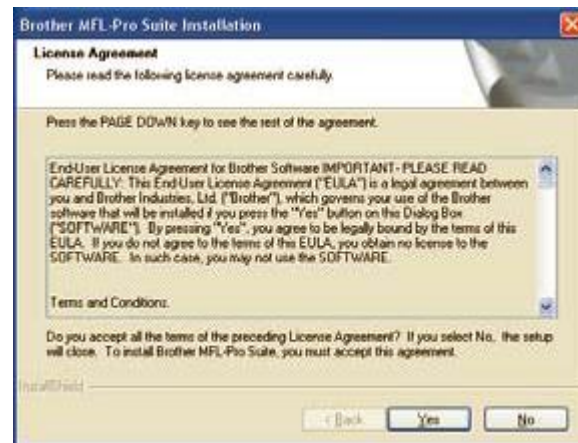 Brother MFL-Pro Suite Installation
License Agreement
Please read the following license agreement carefully.
Press the PAGE DOWN key to see the rest of the agreement.
End-User License Agreement for Brother Software IMPORTANT- PLEASE READ
CAREFULLY: This End-User License Agreement ("EULA") is a legal agreement between
you and Brother Industries, Ltd. ("Brother"), which governs your use of the Brother
software that will be installed if you press the "Yes" button on this Dialog Box
("SOFTWARE"). By pressing "Yes", you agree to be legally bound by the terms of this
EULA. If you do not agree to the terms of this EULA, you obtain no license to the
SOFTWARE. In such case, you may not use the SOFTWARE.
Terms and Conditions.
Do you accept all the terms of the preceding License Agreement? If you select No, the setup
will close. To install Brother MFL-Pro Suite, you must accept this agreement.
InstallShield
< Back Yes No